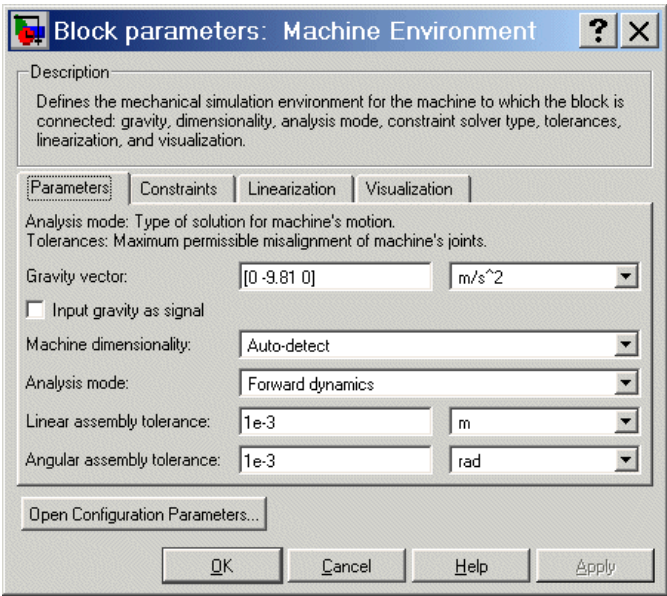 Block parameters: Machine Environment
Description
Defines the mechanical simulation environment for the machine to which the block is
connected: gravity, dimensionality, analysis mode, constraint solver type, tolerances,
linearization, and visualization.
Parameters Constraints Linearization Visualization
Analysis mode: Type of solution for machine's motion.
Tolerances: Maximum permissible misalignment of machine's joints.
Gravity vector: [0 -9.81 0] m/s^2
Input gravity as signal
Machine dimensionality: Auto-detect
Analysis mode: Forward dynamics
Linear assembly tolerance: 1e-3 m
Angular assembly tolerance: 1e-3 rad
Open Configuration Parameters...
OK Cancel Help Apply